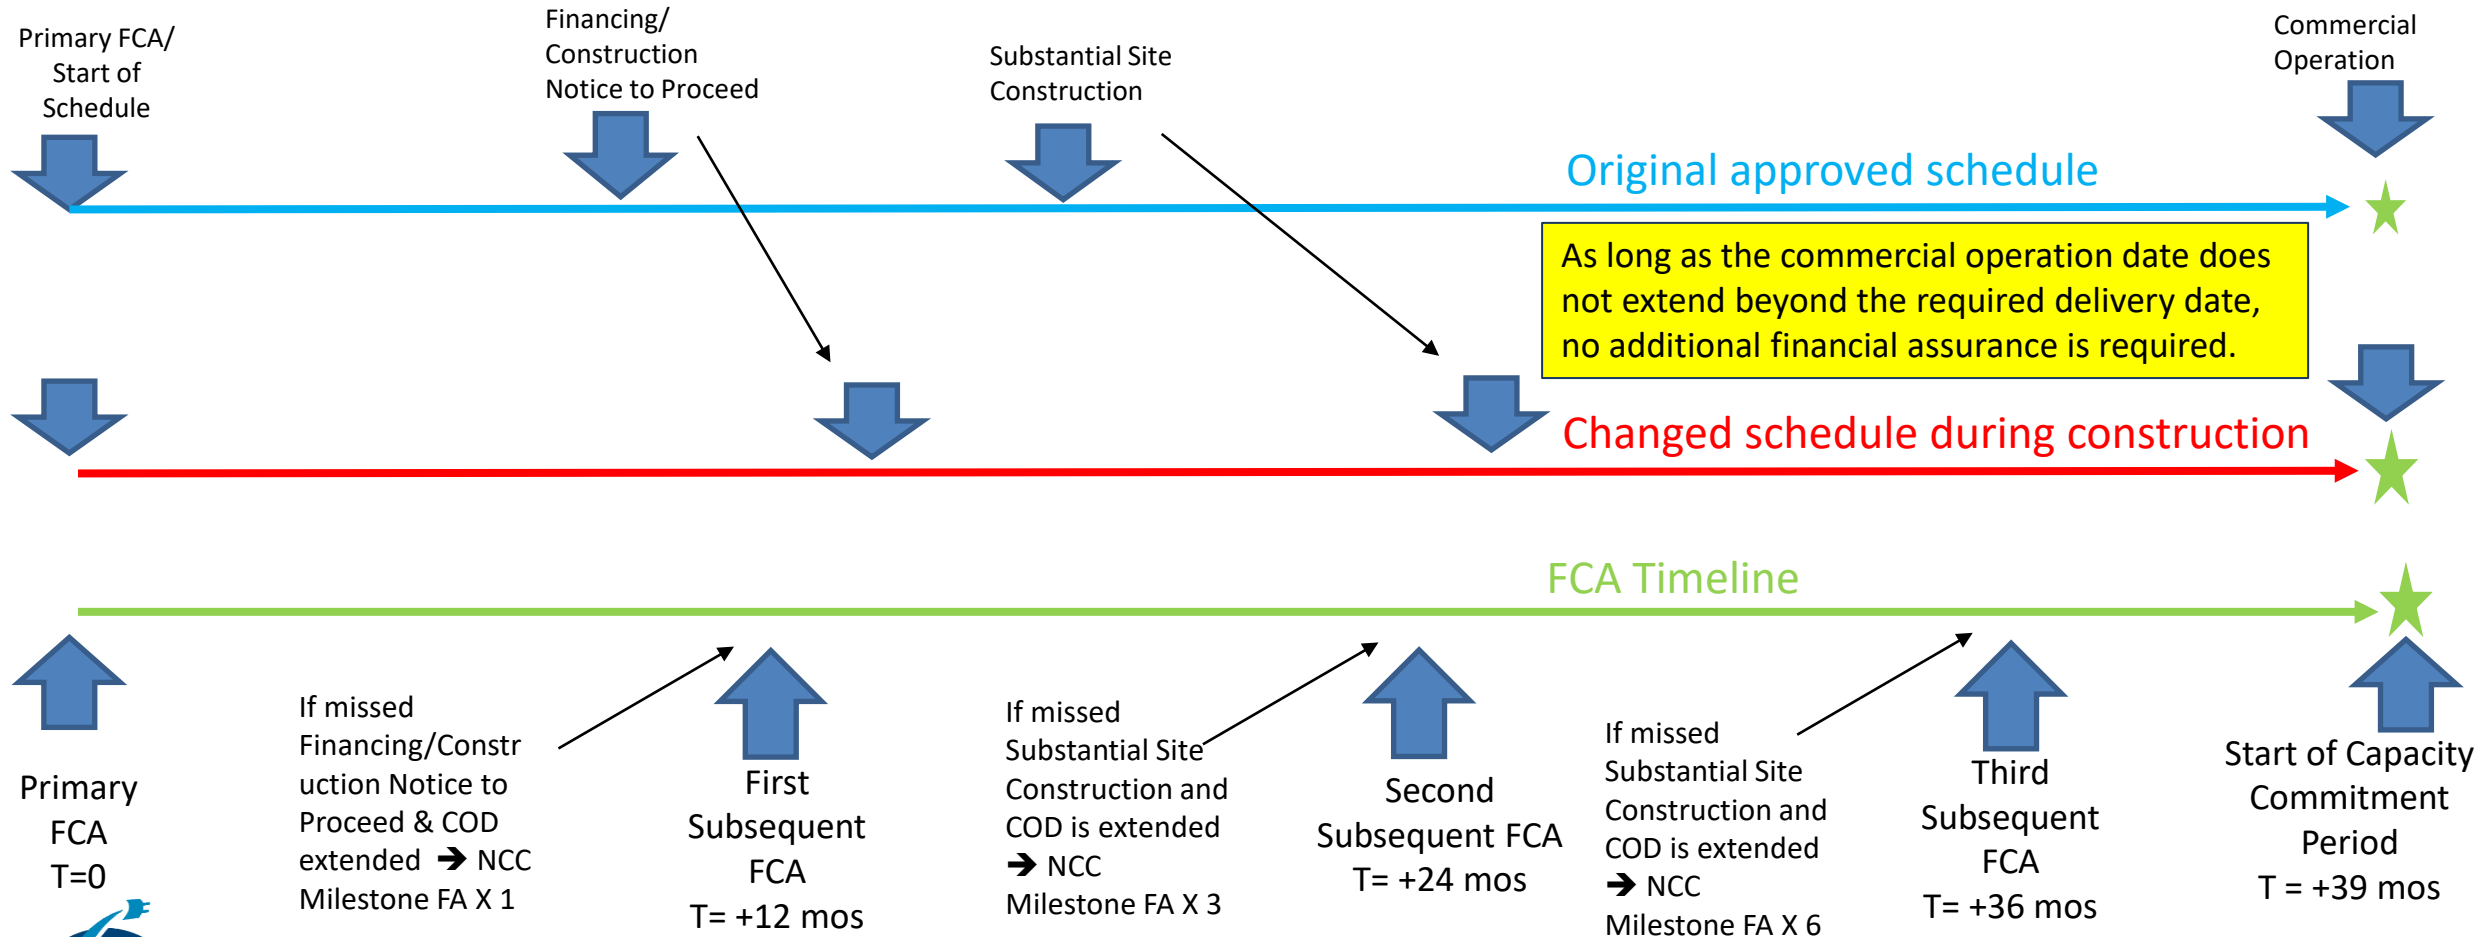 Primary FCA/
Start of
Schedule
Financing/
Construction
Notice to Proceed
Substantial Site
Construction
Commercial
Operation
Original approved schedule
As long as the commercial operation date does
not extend beyond the required delivery date,
no additional financial assurance is required.
Changed schedule during construction
FCA Timeline
Primary
FCA
T=0
If missed
Financing/Constr
uction Notice to
Proceed & COD
extended ➔ NCC
Milestone FA X 1
First
Subsequent
FCA
T= +12 mos
If missed
Substantial Site
Construction and
COD is extended
➔ NCC
Milestone FA X 3
Second
Subsequent FCA
T= +24 mos
If missed
Substantial Site
Construction and
COD is extended
➔ NCC
Milestone FA X 6
Third
Subsequent
FCA
T= +36 mos
Start of Capacity
Commitment
Period
T = +39 mos